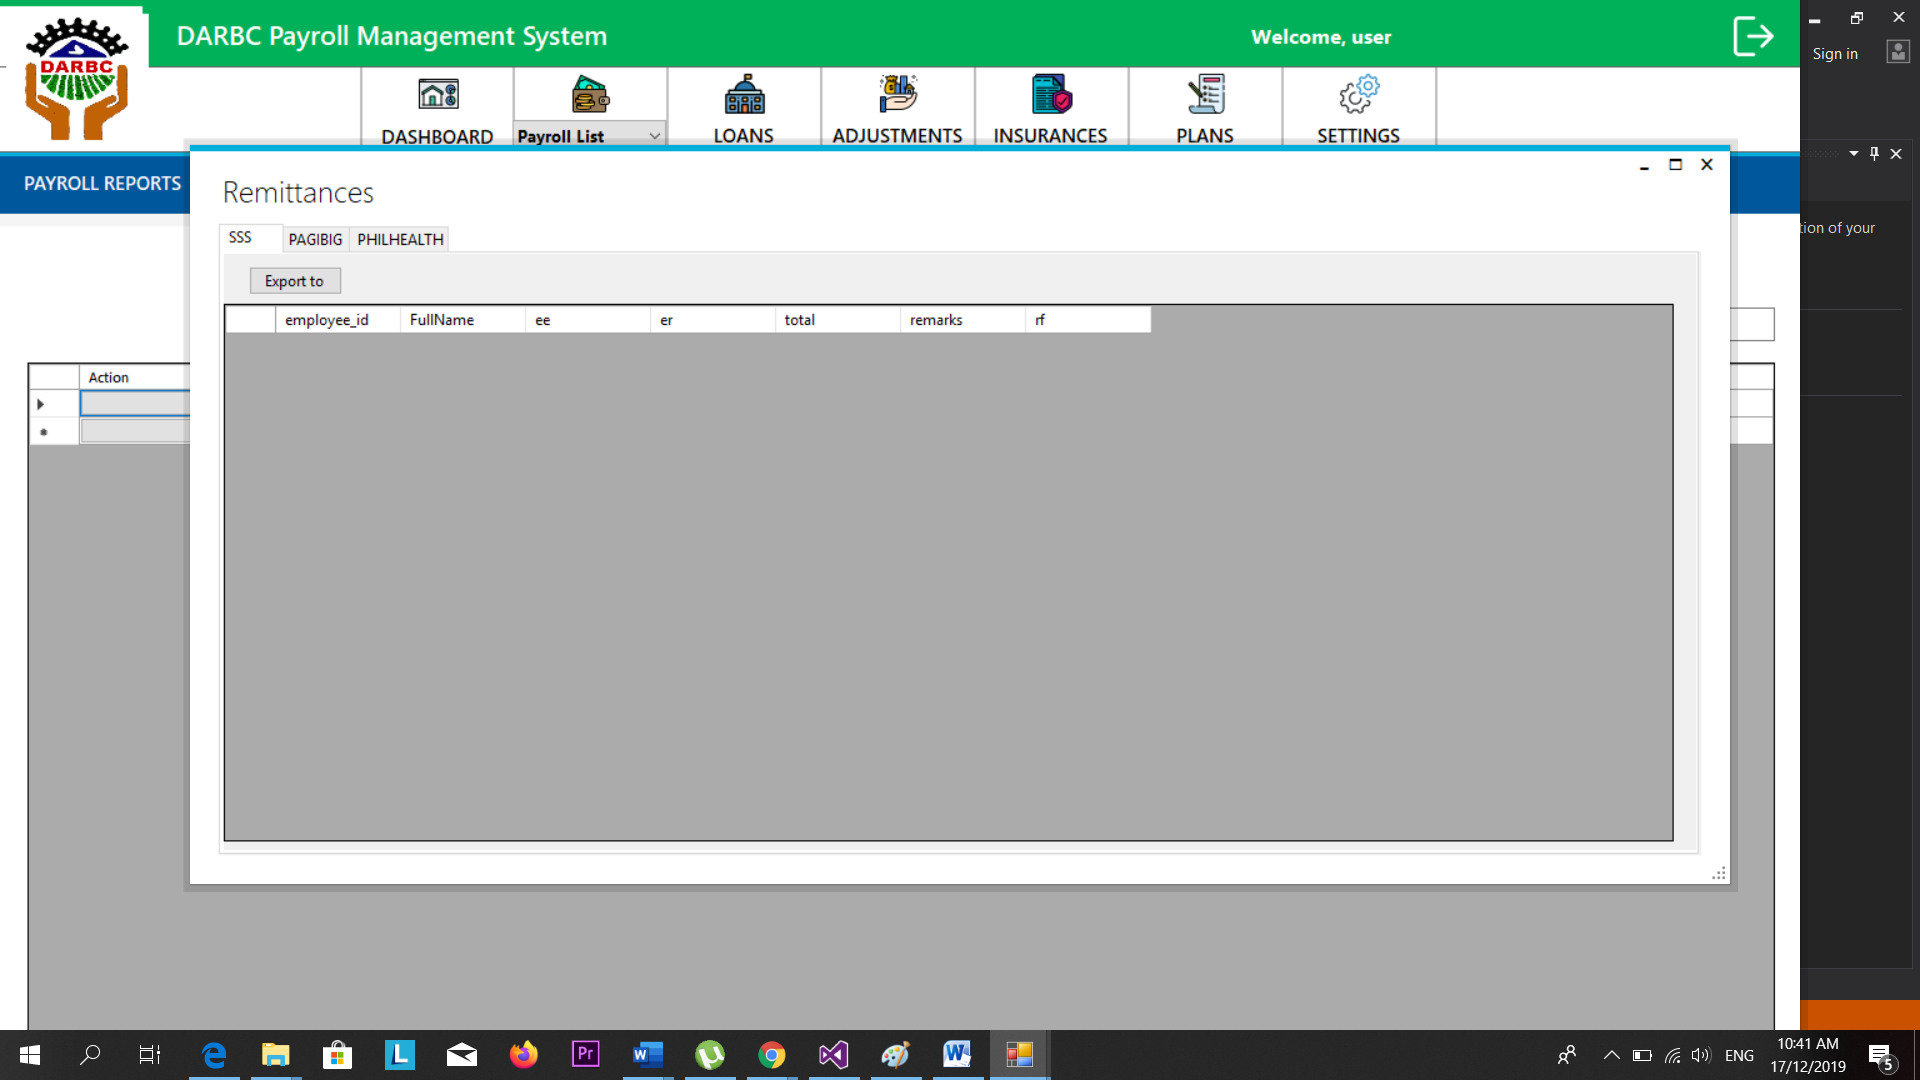 DARBC Payroll Management System
Welcome, user
Sign in
DARBC
DASHBOARD
Payroll List
LOANS
ADJUSTMENTS
INSURANCES
PLANS
SETTINGS
PAYROLL REPORTS
Remittances
tion of your
SSS
PAGIBIG
PHILHEALTH
Export to
employee_id FullName ee er total remarks rf
Action
e
L
Pr
W
W
ENG
10:41 AM
17/12/2019
5